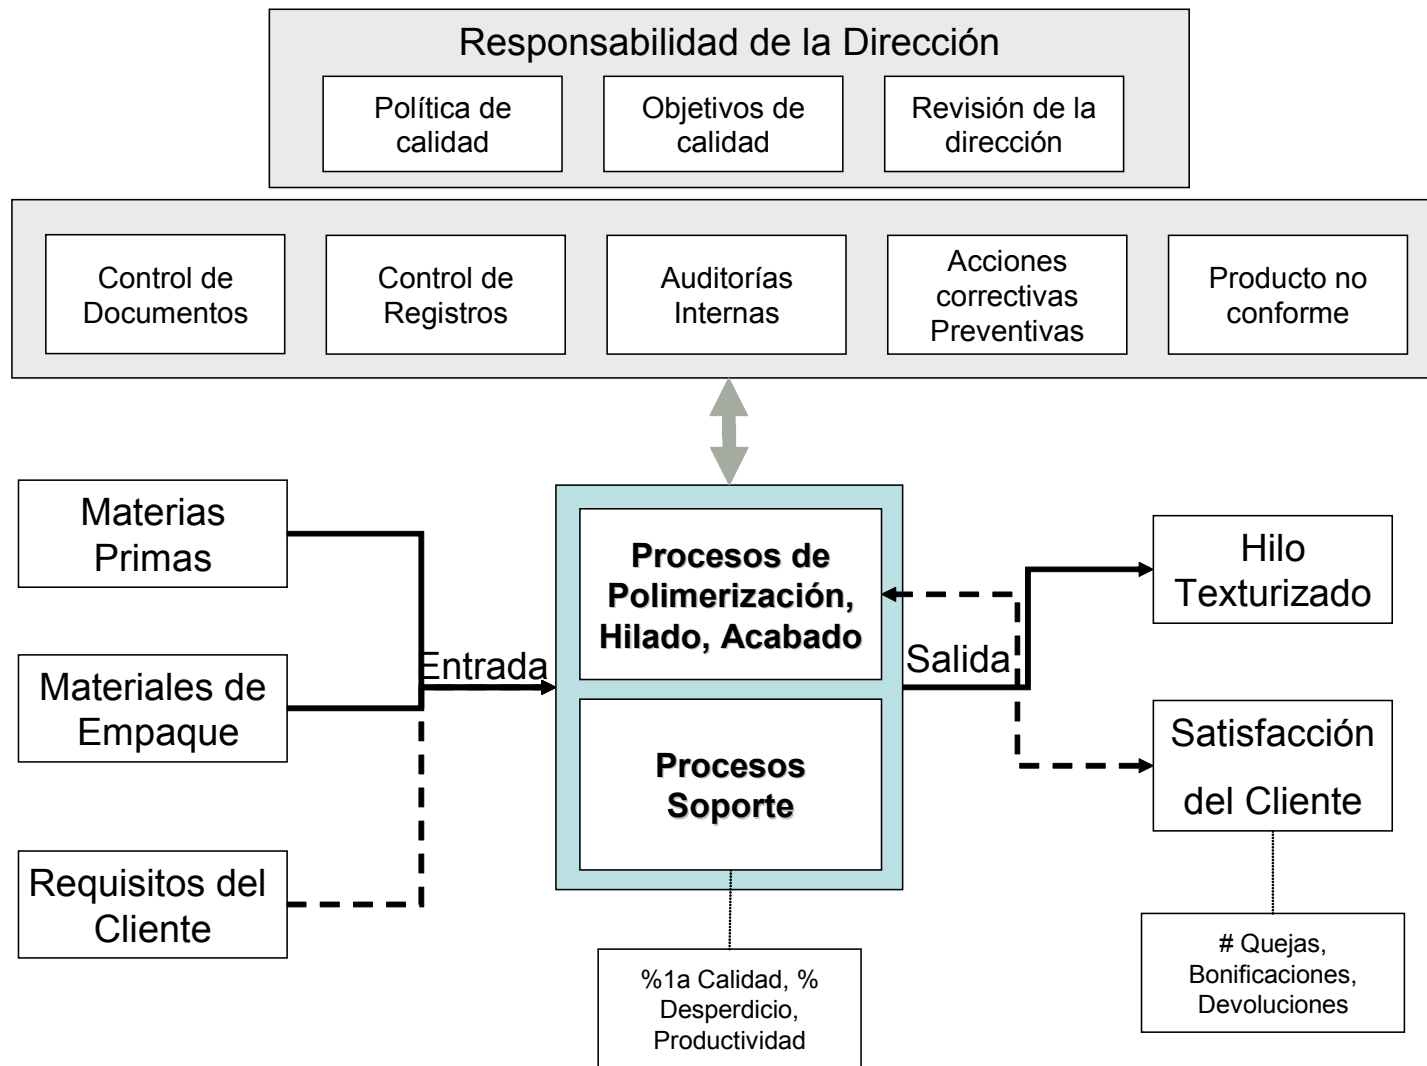 Responsabilidad de la Dirección
Política de
calidad
Objetivos de
calidad
Revisión de la
dirección
Control de
Documentos
Control de
Registros
Auditorías
Internas
Acciones
correctivas
Preventivas
Producto no
conforme
Materias
Primas
Materiales de
Empaque
Requisitos del
Cliente
Entrada
Procesos de
Polimerización,
Hilado, Acabado
Procesos
Soporte
%1a Calidad, %
Desperdicio,
Productividad
Salida
Hilo
Texturizado
Satisfacción
del Cliente
# Quejas,
Bonificaciones,
Devoluciones